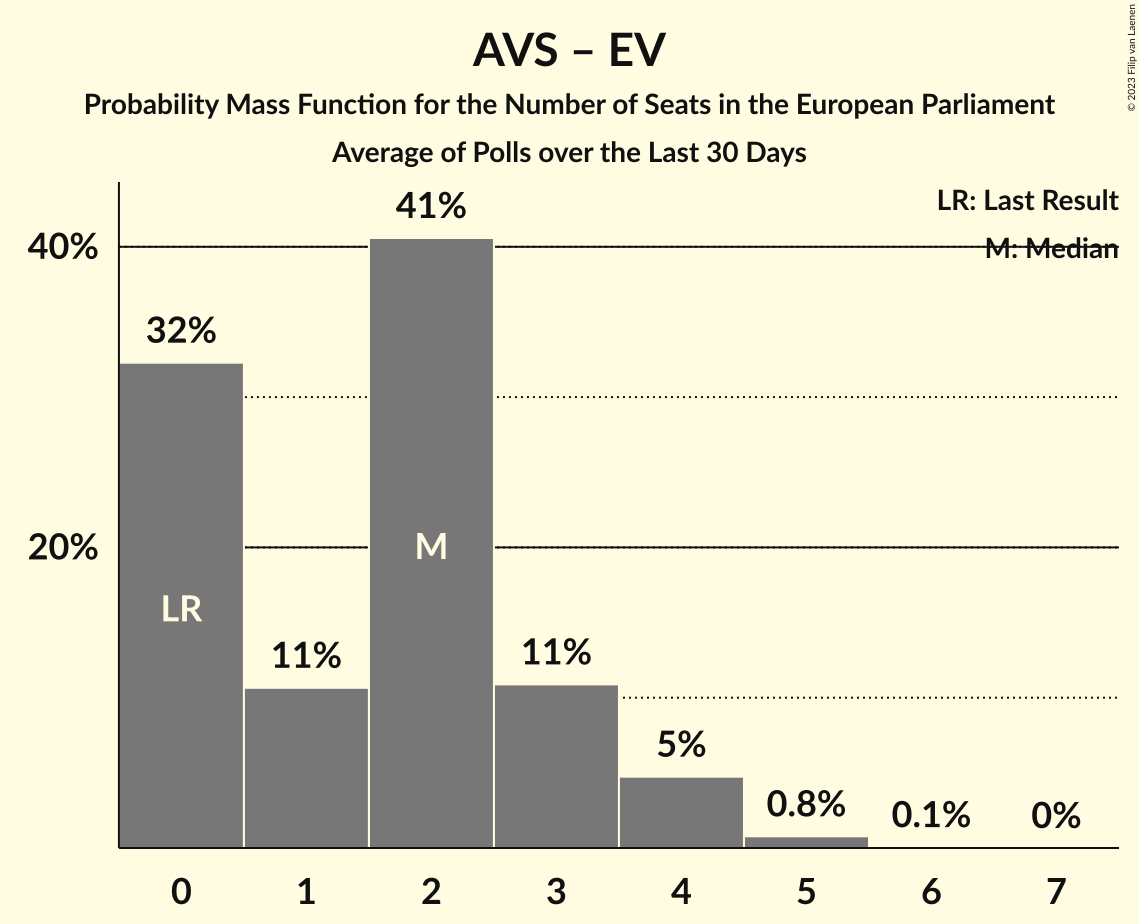 AVS – EV
Probability Mass Function for the Number of Seats in the European Parliament
Average of Polls over the Last 30 Days
© 2023 Filip van Laenen
LR: Last Result
M: Median
40%
20%
32%
11%
41%
11%
5%
0.8%
0.1%
0%
LR
M
0 1 2 3 4 5 6 7